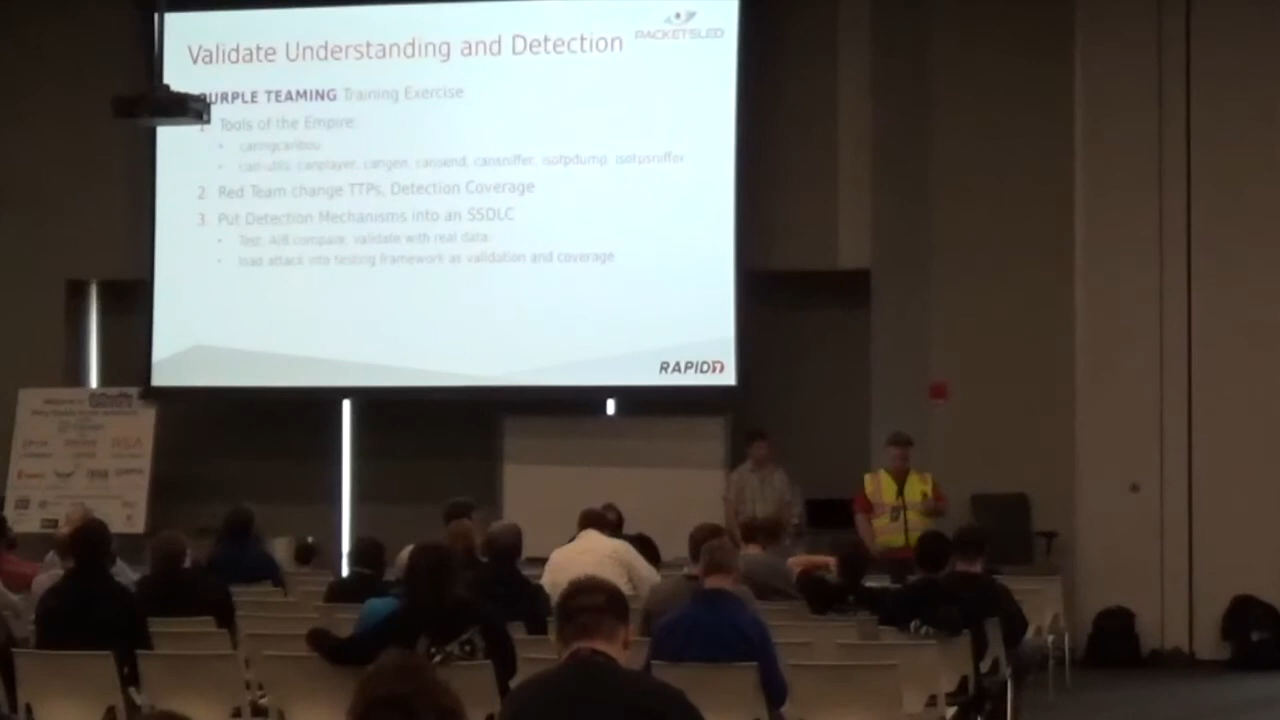 PACKETSLED
Validate Understanding and Detection
PURPLE TEAMING Training Exercise
1. Tools of the Empire:
• caringcaribou
• can-utils, canplayer, cangen, cansend, cansniffer, isotpdump, isotpsniffer
2. Red Team change TTPs, Detection Coverage
3. Put Detection Mechanisms into an SSDLC
• Test, A/B compare, validate with real data.
• load attack into testing framework as validation and coverage
RAPID7
RSA